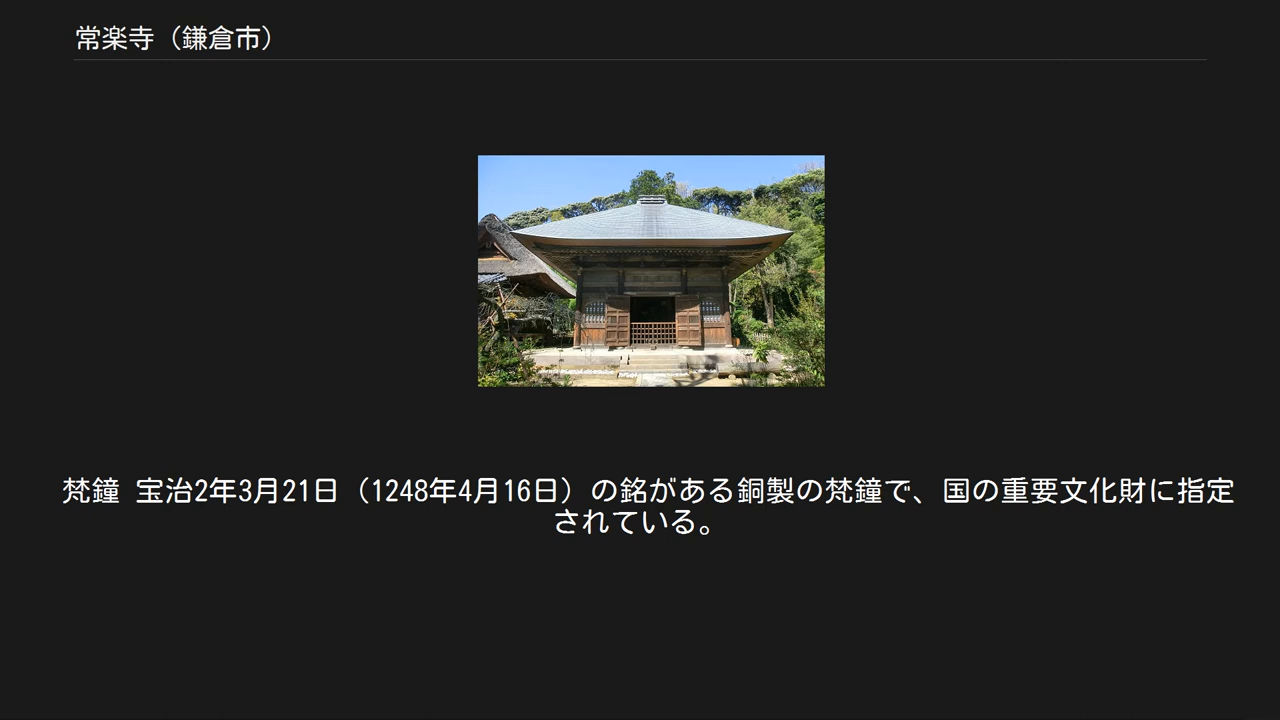 常楽寺（鎌倉市）
梵鐘 宝治2年3月21日（1248年4月16日）の銘がある銅製の梵鐘で、国の重要文化財に指定
されている。